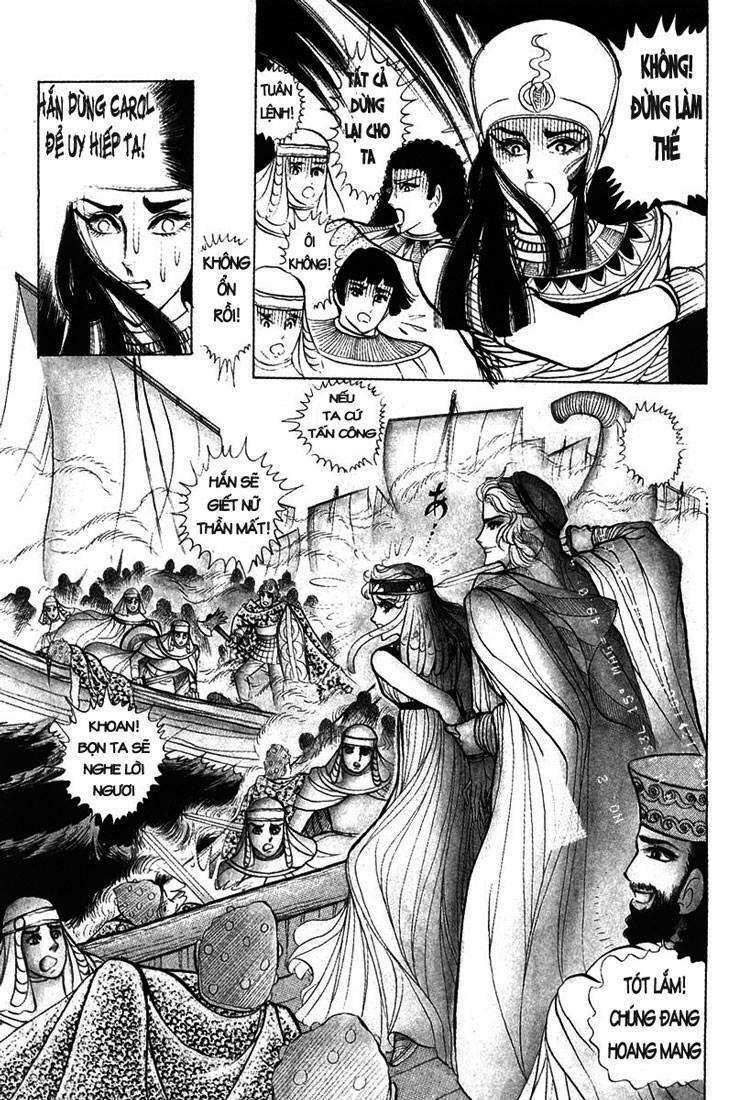 KHÔNG!
ĐỪNG LÀM
THẾ
TẤT CẢ
DỪNG
LẠI CHO
TA
TUÂN
LỆNH!
ÔI
KHÔNG!
HẮN DÙNG CAROL
ĐỂ UY HIẾP TA!
KHÔNG
ỔN
RỒI!
NẾU
TA CỨ
TẤN CÔNG
HẮN SẼ
GIẾT NỮ
THẦN MẤT!
あ
KHOAN!
BỌN TA SẼ
NGHE LỜI
NGƯƠI
TÓT LẮM!
CHÚNG ĐANG
HOANG MANG